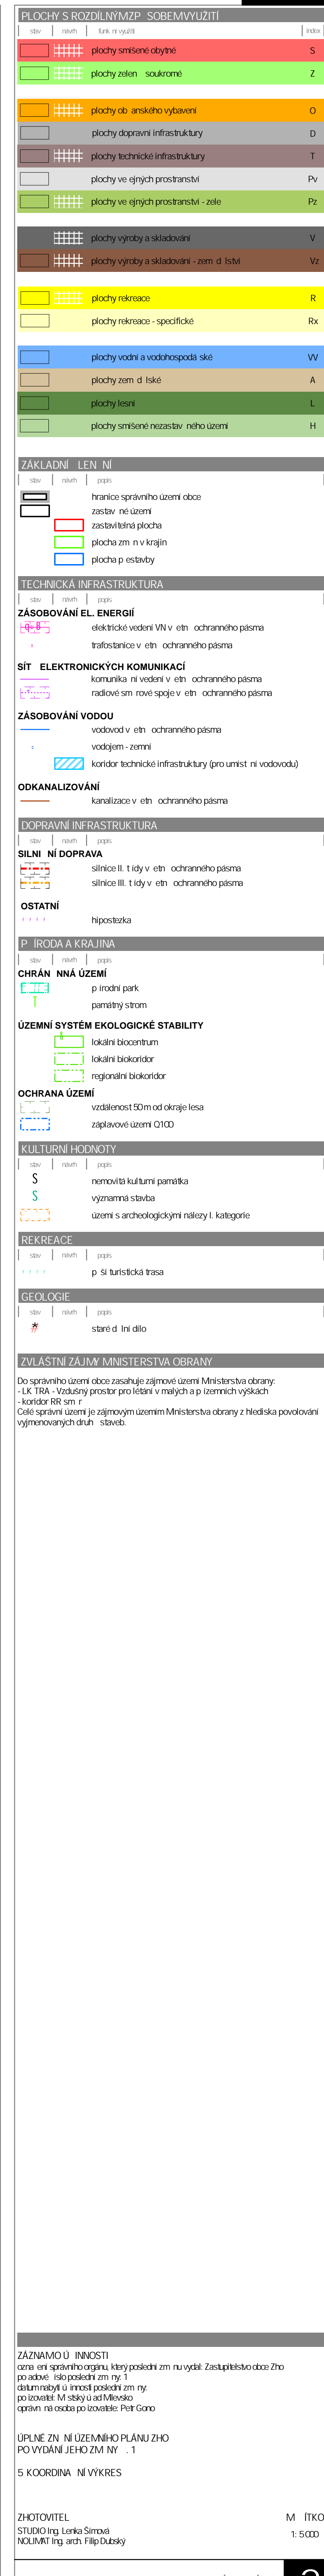 PLOCHY S ROZDÍLNÝM ZP SOBEM VYUŽITÍ
stav návrh funk ní využití index
plochy smíšené obytné S
plochy zelen soukromé Z
plochy ob anského vybavení O
plochy dopravní infrastruktury D
plochy technické infrastruktury T
plochy ve ejných prostranství Pv
plochy ve ejných prostranství - zele Pz
plochy výroby a skladování V
plochy výroby a skladování - zem d lství Vz
plochy rekreace R
plochy rekreace - specifické Rx
plochy vodní a vodohospodá ské VV
plochy zem d lské A
plochy lesní L
plochy smíšené nezastav ného území H
ZÁKLADNÍ LEN NÍ
stav návrh popis
hranice správního území obce
zastav né území
zastavitelná plocha
plocha zm n v krajin
plocha p estavby
TECHNICKÁ INFRASTRUKTURA
stav návrh popis
ZÁSOBOVÁNÍ EL. ENERGIÍ
elektrické vedení VN v etn ochranného pásma
trafostanice v etn ochranného pásma
SÍT ELEKTRONICKÝCH KOMUNIKACÍ
komunika ní vedení v etn ochranného pásma
radiové sm rové spoje v etn ochranného pásma
ZÁSOBOVÁNÍ VODOU
vodovod v etn ochranného pásma
vodojem - zemní
koridor technické infrastruktury (pro umíst ní vodovodu)
ODKANALIZOVÁNÍ
kanalizace v etn ochranného pásma
DOPRAVNÍ INFRASTRUKTURA
stav návrh popis
SILNI NÍ DOPRAVA
silnice II. t ídy v etn ochranného pásma
silnice III. t ídy v etn ochranného pásma
OSTATNÍ
hipostezka
P ÍRODA A KRAJINA
stav návrh popis
CHRÁN NNÁ ÚZEMÍ
p írodní park
památný strom
ÚZEMNÍ SYSTÉM EKOLOGICKÉ STABILITY
lokální biocentrum
lokální biokoridor
regionální biokoridor
OCHRANA ÚZEMÍ
vzdálenost 50 m od okraje lesa
záplavové území Q100
KULTURNÍ HODNOTY
stav návrh popis
nemovitá kulturní památka
významná stavba
území s archeologickými nálezy I. kategorie
REKREACE
stav návrh popis
p ší turistická trasa
GEOLOGIE
stav návrh popis
staré d lní dílo
ZVLÁŠTNÍ ZÁJMY MNISTERSTVA OBRANY
Do správního území obce zasahuje zájmové území Mnisterstva obrany:
- LK TRA - Vzdušný prostor pro létání v malých a p ízemních výškách
- koridor RR sm r
Celé správní území je zájmovým územím Mnisterstva obrany z hlediska povolování
vyjmenovaných druh staveb.
ZÁZNAM O Ú INNOSTI
ozna ení správního orgánu, který poslední zm nu vydal: Zastupitelstvo obce Zho
po adové íslo poslední zm ny: 1
datum nabytí ú innosti poslední zm ny:
po izovatel: M stský ú ad Milevsko
oprávn ná osoba po izovatele: Petr Gono
ÚPLNÉ ZN NÍ ÚZEMNÍHO PLÁNU ZHO
PO VYDÁNÍ JEHO ZM NY . 1
5 KOORDINA NÍ VÝKRES
ZHOTOVITEL M ÍTKO
STUDIO Ing. Lenka Šímová 1: 5 000
NOLIMAT Ing. arch. Filip Dubský